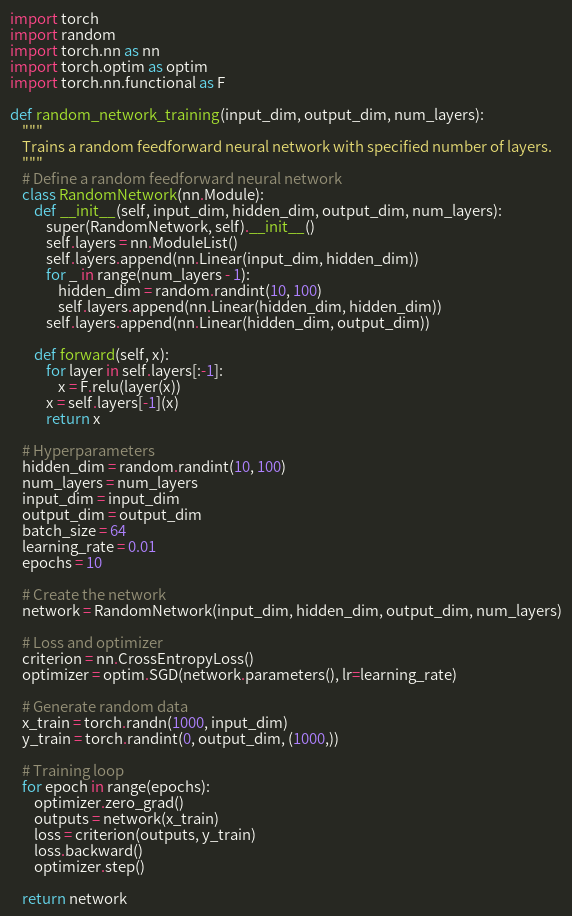 import torch
import random
import torch.nn as nn
import torch.optim as optim
import torch.nn.functional as F

def random_network_training(input_dim, output_dim, num_layers):
    """
    Trains a random feedforward neural network with specified number of layers.
    """
    # Define a random feedforward neural network
    class RandomNetwork(nn.Module):
        def __init__(self, input_dim, hidden_dim, output_dim, num_layers):
            super(RandomNetwork, self).__init__()
            self.layers = nn.ModuleList()
            self.layers.append(nn.Linear(input_dim, hidden_dim))
            for _ in range(num_layers - 1):
                hidden_dim = random.randint(10, 100)
                self.layers.append(nn.Linear(hidden_dim, hidden_dim))
            self.layers.append(nn.Linear(hidden_dim, output_dim))

        def forward(self, x):
            for layer in self.layers[:-1]:
                x = F.relu(layer(x))
            x = self.layers[-1](x)
            return x

    # Hyperparameters
    hidden_dim = random.randint(10, 100)
    num_layers = num_layers
    input_dim = input_dim
    output_dim = output_dim
    batch_size = 64
    learning_rate = 0.01
    epochs = 10

    # Create the network
    network = RandomNetwork(input_dim, hidden_dim, output_dim, num_layers)

    # Loss and optimizer
    criterion = nn.CrossEntropyLoss()
    optimizer = optim.SGD(network.parameters(), lr=learning_rate)

    # Generate random data
    x_train = torch.randn(1000, input_dim)
    y_train = torch.randint(0, output_dim, (1000,))

    # Training loop
    for epoch in range(epochs):
        optimizer.zero_grad()
        outputs = network(x_train)
        loss = criterion(outputs, y_train)
        loss.backward()
        optimizer.step()

    return network